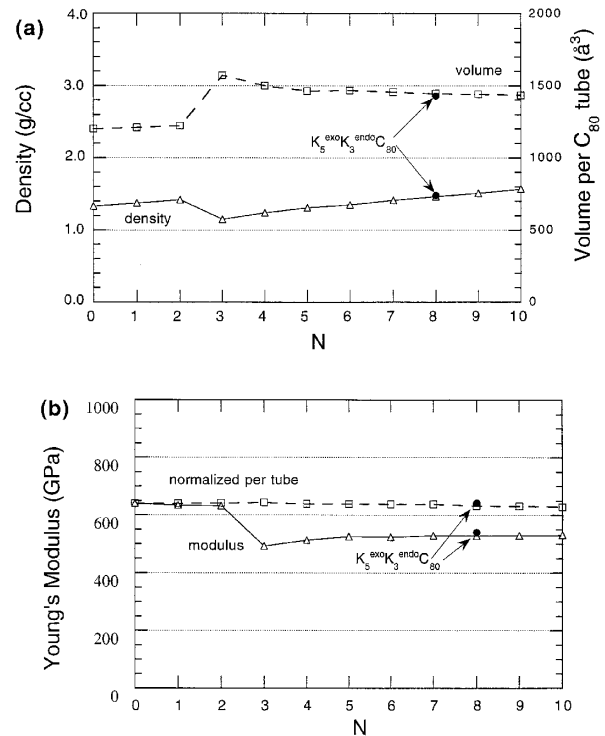 (a)
Density (g/cc)
4.0
3.0
2.0
1.0
0.0
volume
K5exoK3endoC80
density
2000
1500
1000
500
0
Volume per C80 tube (å3)
0 1 2 3 4 5 6 7 8 9 10
N
(b)
Young's Modulus (GPa)
1000
800
600
400
200
0
normalized per tube
modulus
K5exoK3endoC80
0 1 2 3 4 5 6 7 8 9 10
N